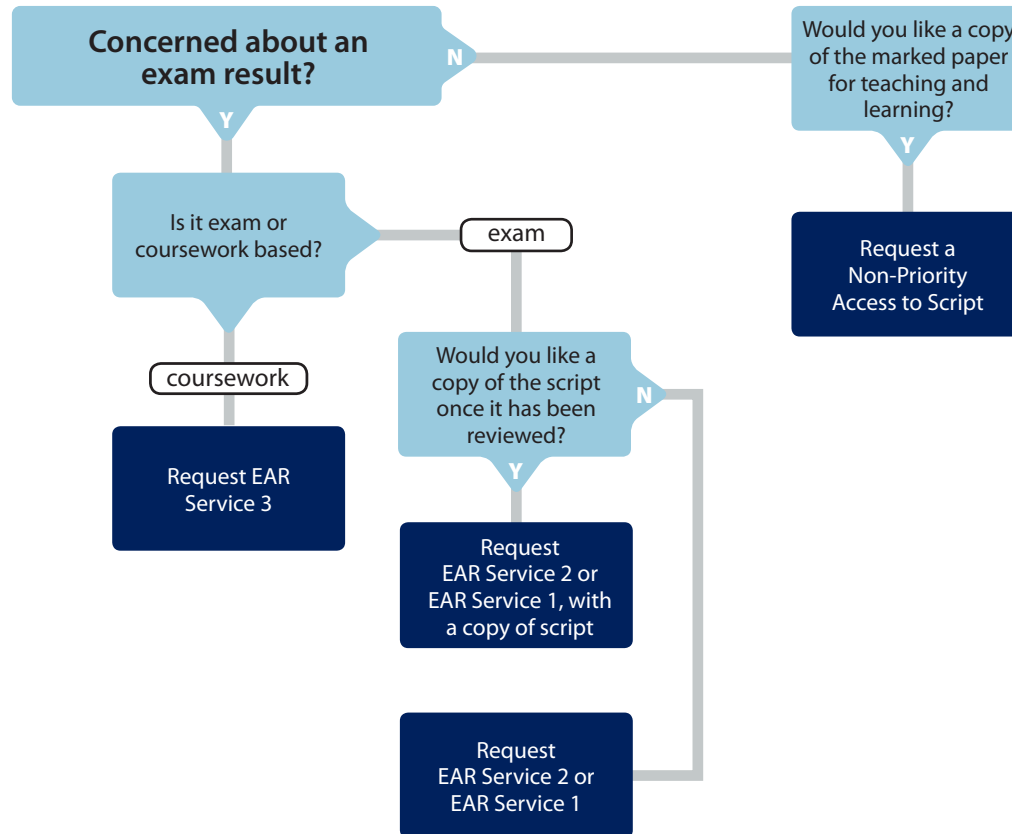 Concerned about an
exam result?
N
Y
Would you like a copy
of the marked paper
for teaching and
learning?
Y
Request a
Non-Priority
Access to Script
Is it exam or
coursework based?
exam
coursework
Request EAR
Service 3
Would you like a
copy of the script
once it has been
reviewed?
N
Y
Request
EAR Service 2 or
EAR Service 1, with
a copy of script
Request
EAR Service 2 or
EAR Service 1